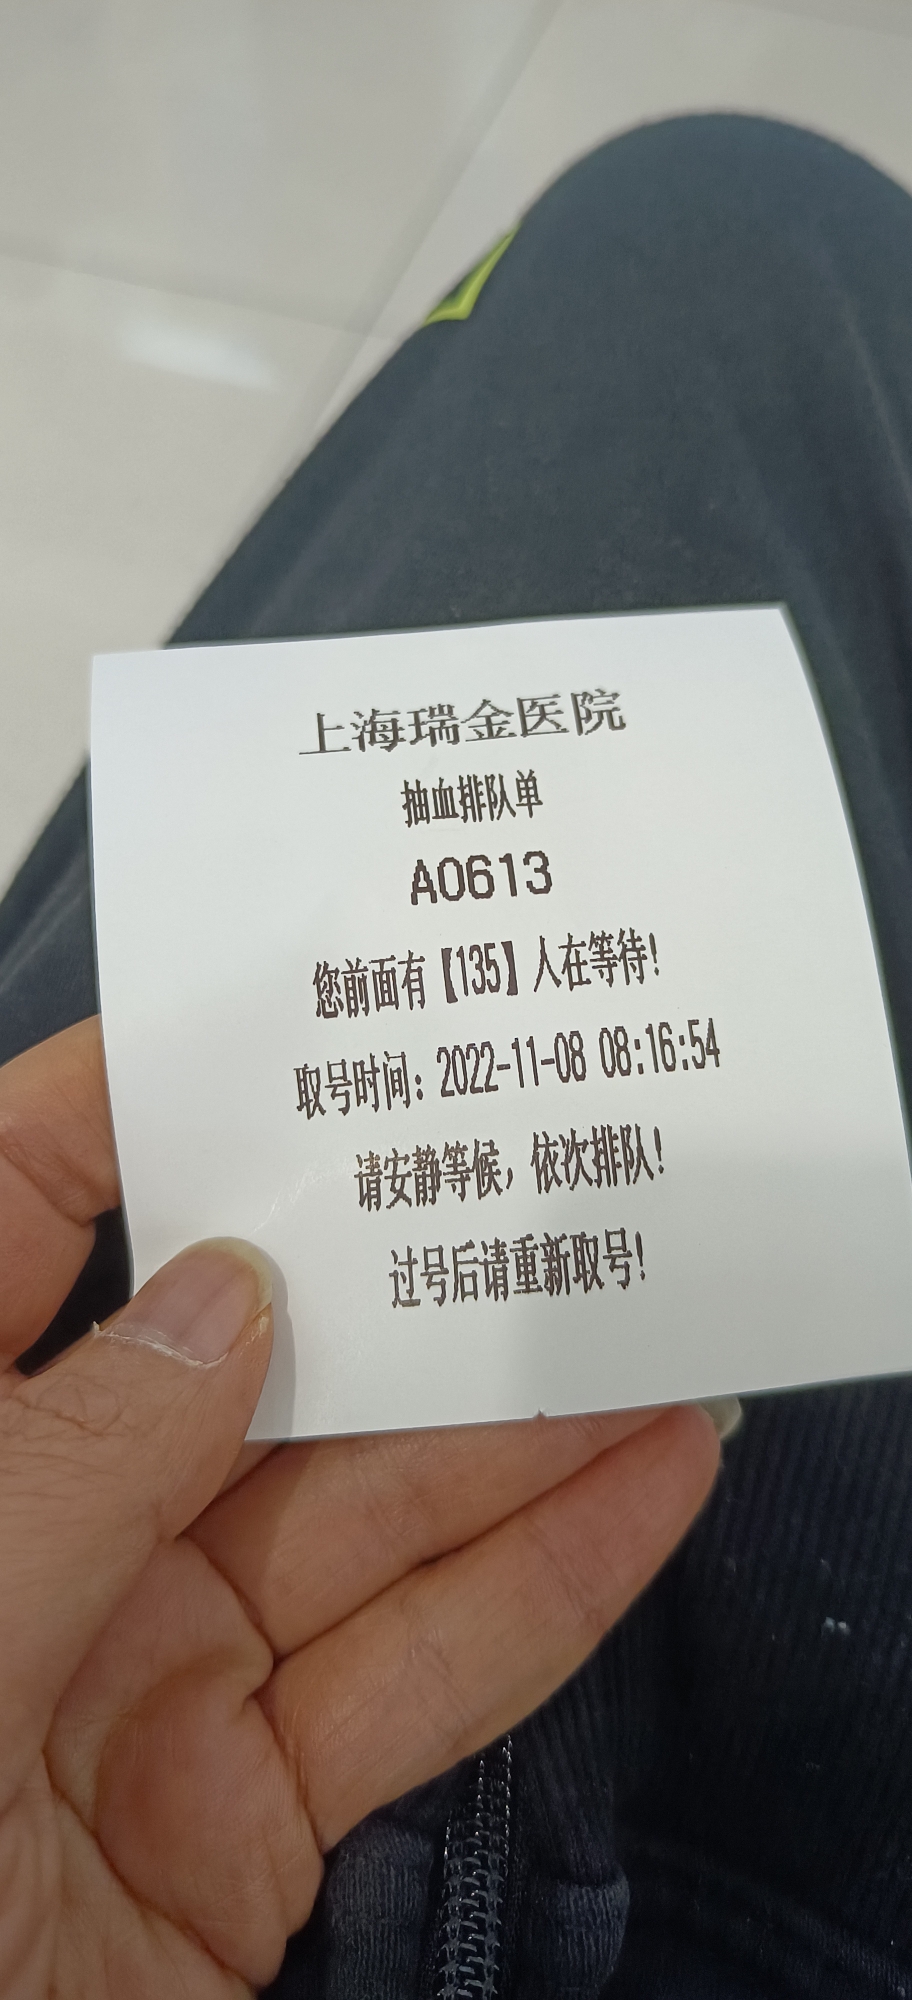 上海瑞金医院
抽血排队单
A0613
您前面有【135】人在等待!
取号时间: 2022-11-08 08:16:54
请安静等候, 依次排队!
过号后请重新取号!